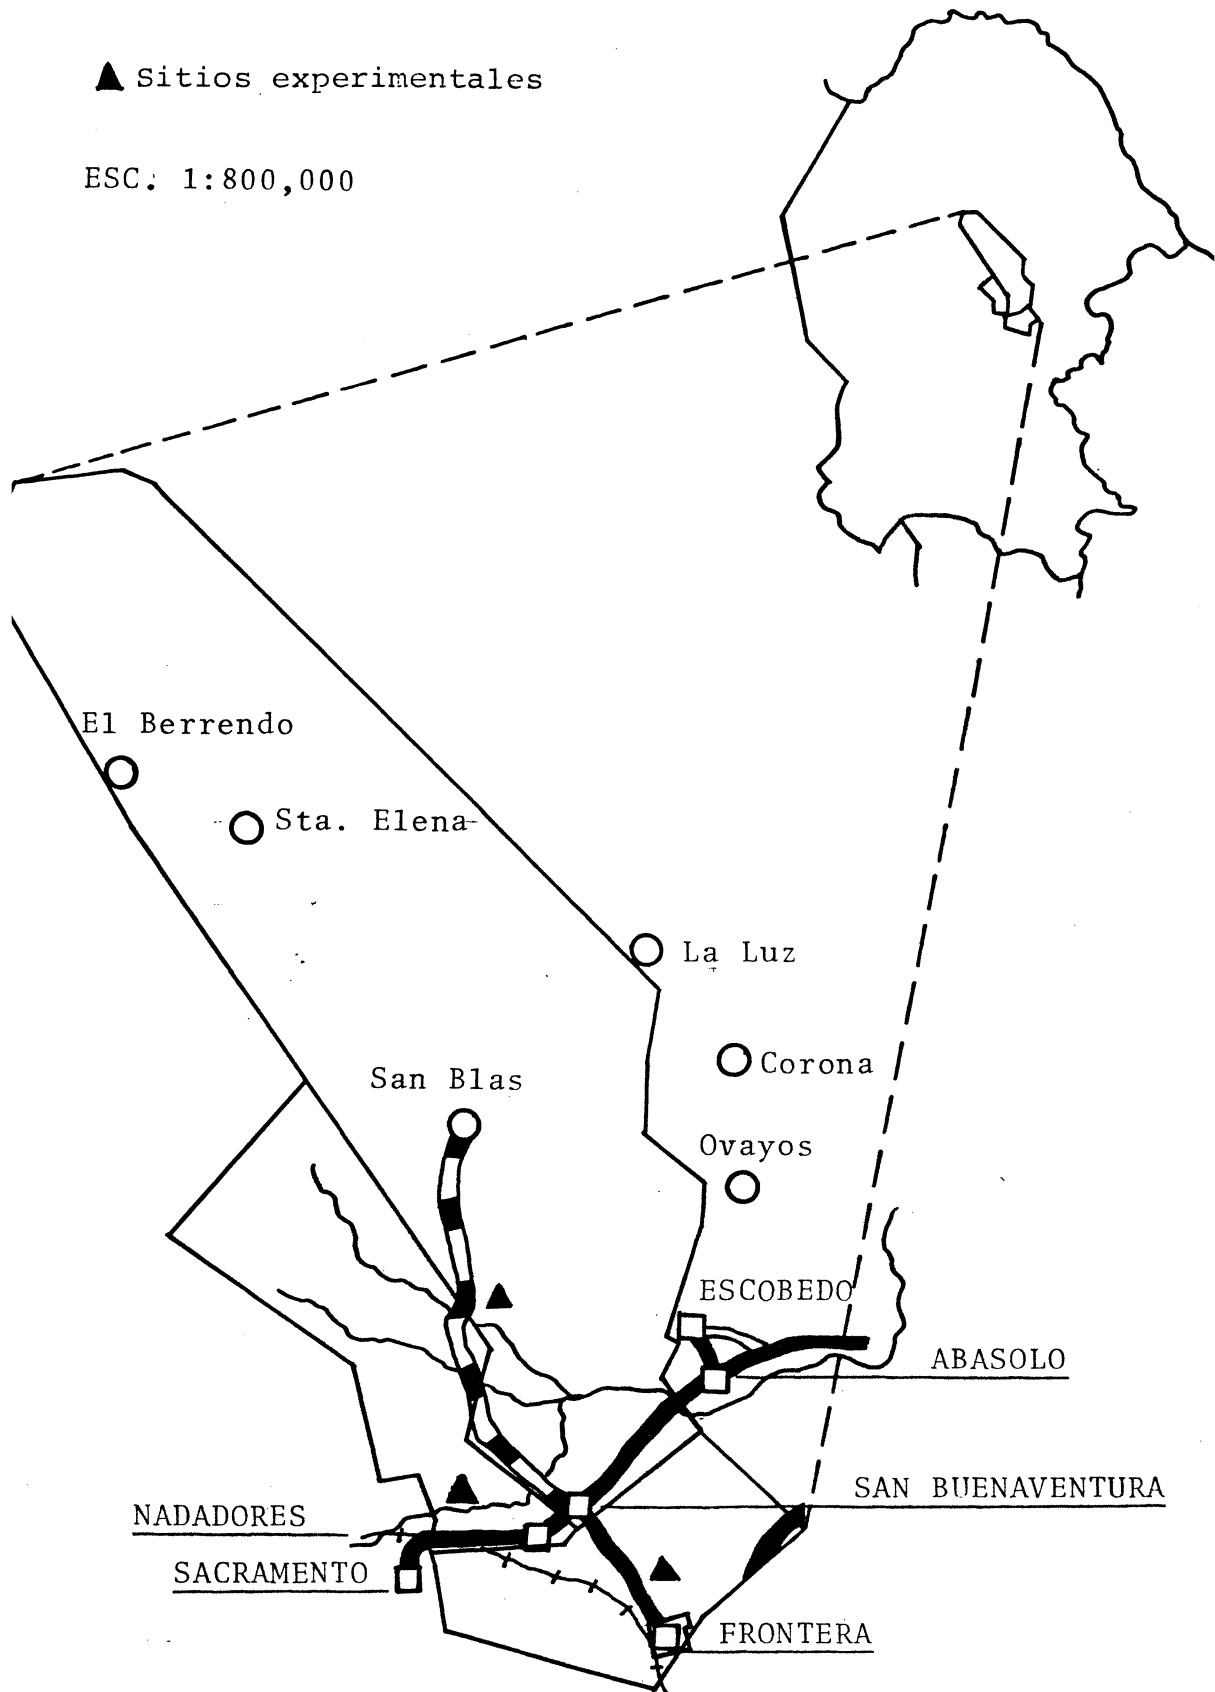 ▲ Sitios experimentales
ESC. 1:800,000
El Berrendo
Sta. Elena
La Luz
Corona
San Blas
Ovayos
ESCOBEDO
ABASOLO
SAN BUENAVENTURA
NADADORES
SACRAMENTO
FRONTERA